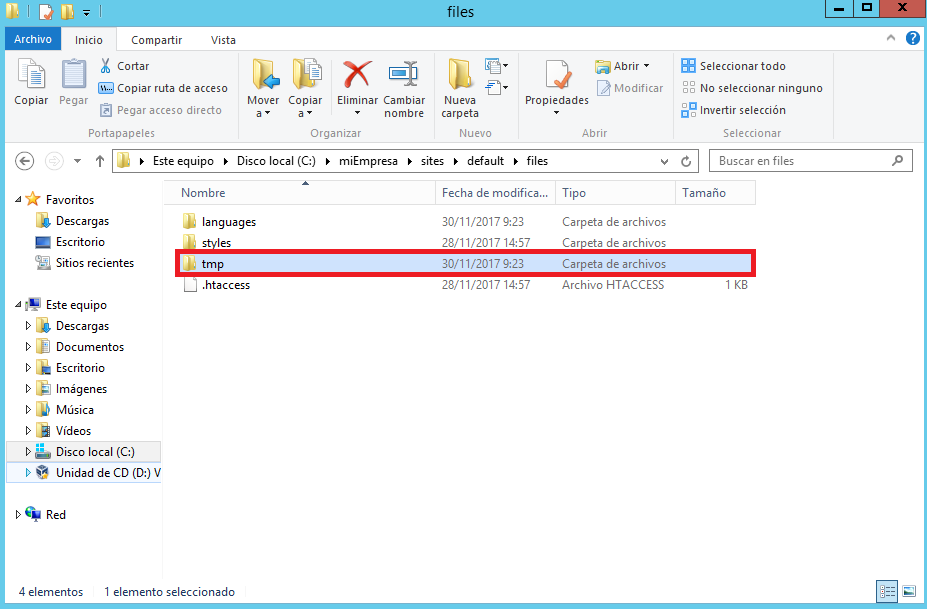 files
Archivo Inicio Compartir Vista
Copiar
Pegar
Cortar
Copiar ruta de acceso
Pegar acceso directo
Portapapeles
Mover a
Copiar a
Eliminar
Cambiar nombre
Organizar
Nueva carpeta
Nuevo
Propiedades
Abrir
Modificar
Abrir
Seleccionar todo
No seleccionar ninguno
Invertir selección
Seleccionar
Este equipo Disco local (C:) miEmpresa sites default files
Buscar en files
Favoritos
Descargas
Escritorio
Sitios recientes
Este equipo
Descargas
Documentos
Escritorio
Imágenes
Música
Vídeos
Disco local (C:)
Unidad de CD (D:) V
Red
Nombre Fecha de modifica... Tipo Tamaño
languages 30/11/2017 9:23 Carpeta de archivos
styles 28/11/2017 14:57 Carpeta de archivos
tmp 30/11/2017 9:23 Carpeta de archivos
.htaccess 28/11/2017 14:57 Archivo HTACCESS 1 KB
4 elementos 1 elemento seleccionado